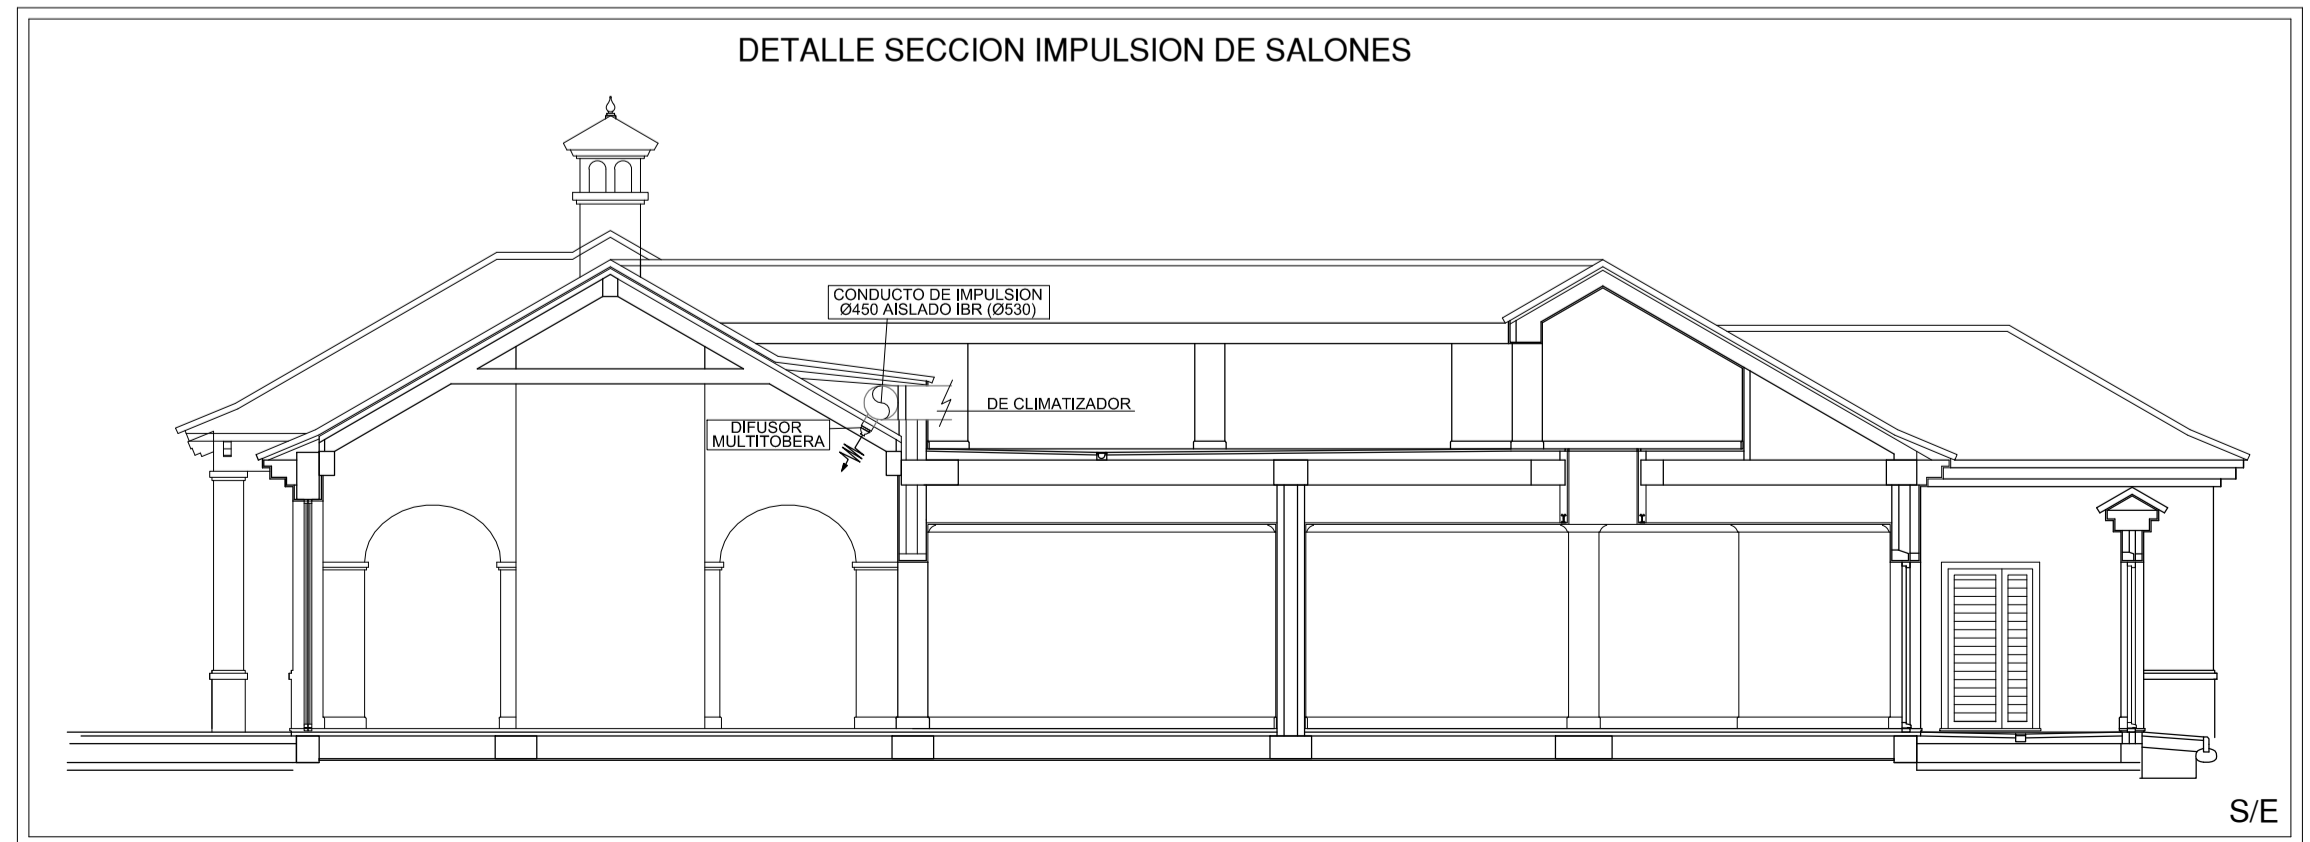 DETALLE SECCION IMPULSION DE SALONES
CONDUCTO DE IMPULSION
Ø450 AISLADO IBR (Ø530)
DE CLIMATIZADOR
DIFUSOR
MULTITOBERA
S/E